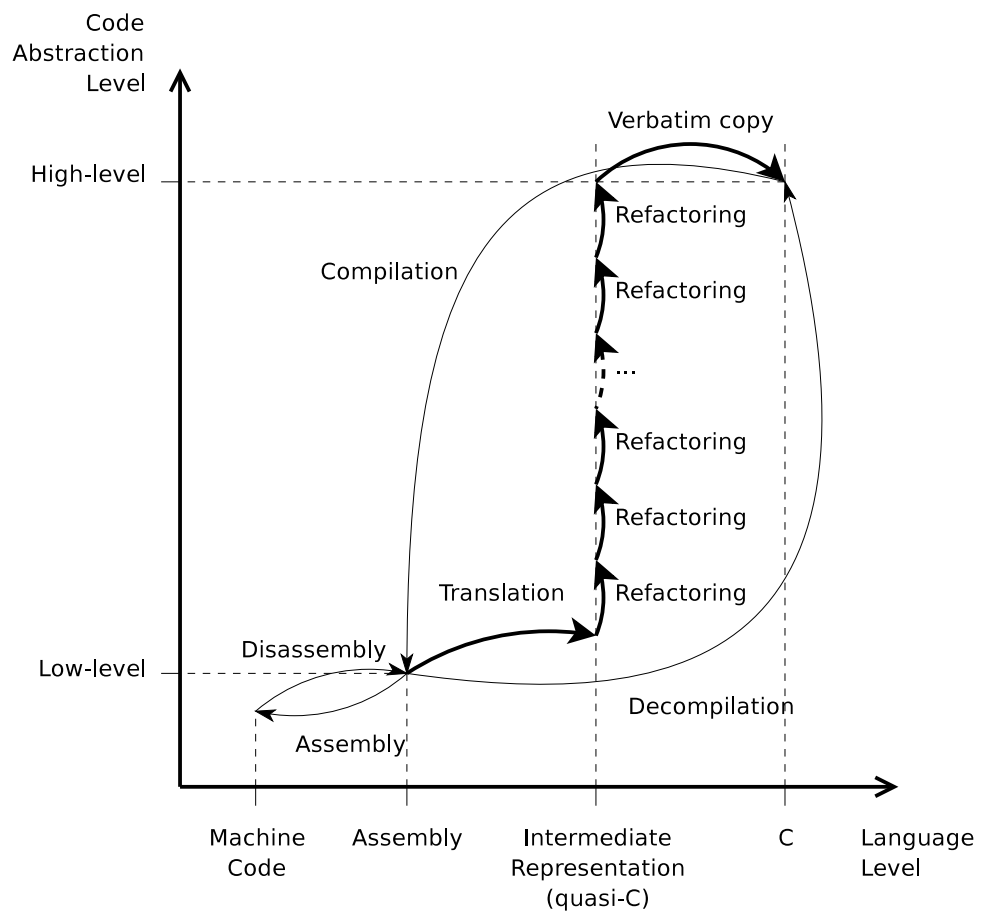 Code
Abstraction
Level
Verbatim copy
High-level
Refactoring
Compilation
Refactoring
...
Refactoring
Refactoring
Translation
Refactoring
Disassembly
Low-level
Decompilation
Assembly
Machine
Code
Assembly
Intermediate
Representation
(quasi-C)
C
Language
Level